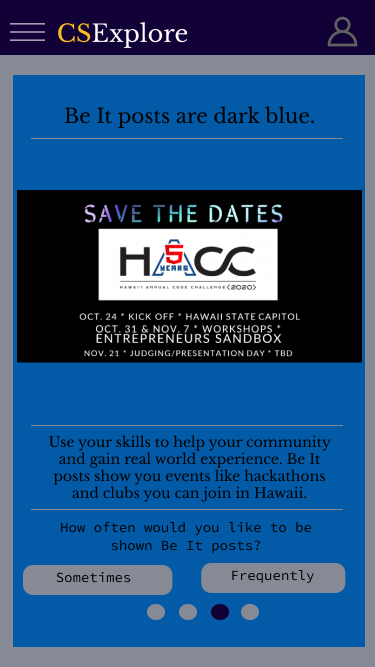 CSExplore
Be It posts are dark blue.
SAVE THE DATES
HACC
5
YEARS
HAWAII ANNUAL CODE CHALLENGE <2020>
OCT. 24 * KICK OFF * HAWAII STATE CAPITOL
OCT. 31 & NOV. 7 * WORKSHOPS *
ENTREPRENEURS SANDBOX
NOV. 21 * JUDGING/PRESENTATION DAY * TBD
Use your skills to help your community
and gain real world experience. Be It
posts show you events like hackathons
and clubs you can join in Hawaii.
How often would you like to be
shown Be It posts?
Sometimes
Frequently